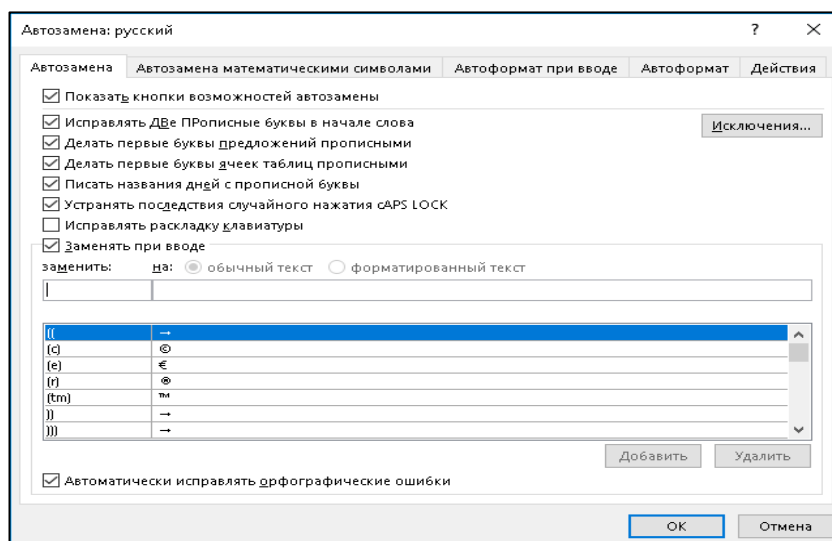 Автозамена: русский ? ✕
Автозамена Автозамена математическими символами Автоформат при вводе Автоформат Действия
Показать кнопки возможностей автозамены
Исправлять ДВе ПРописные буквы в начале слова
Исключения...
Делать первые буквы предложений прописными
Делать первые буквы ячеек таблиц прописными
Писать названия дней с прописной буквы
Устранять последствия случайного нажатия cAPS LOCK
Исправлять раскладку клавиатуры
Заменять при вводе
заменить: на: обычный текст форматированный текст
(( →
(c) ©
(e) €
(r) ®
(tm) ™
)) →
))) →
Добавить Удалить
Автоматически исправлять орфографические ошибки
ОК Отмена